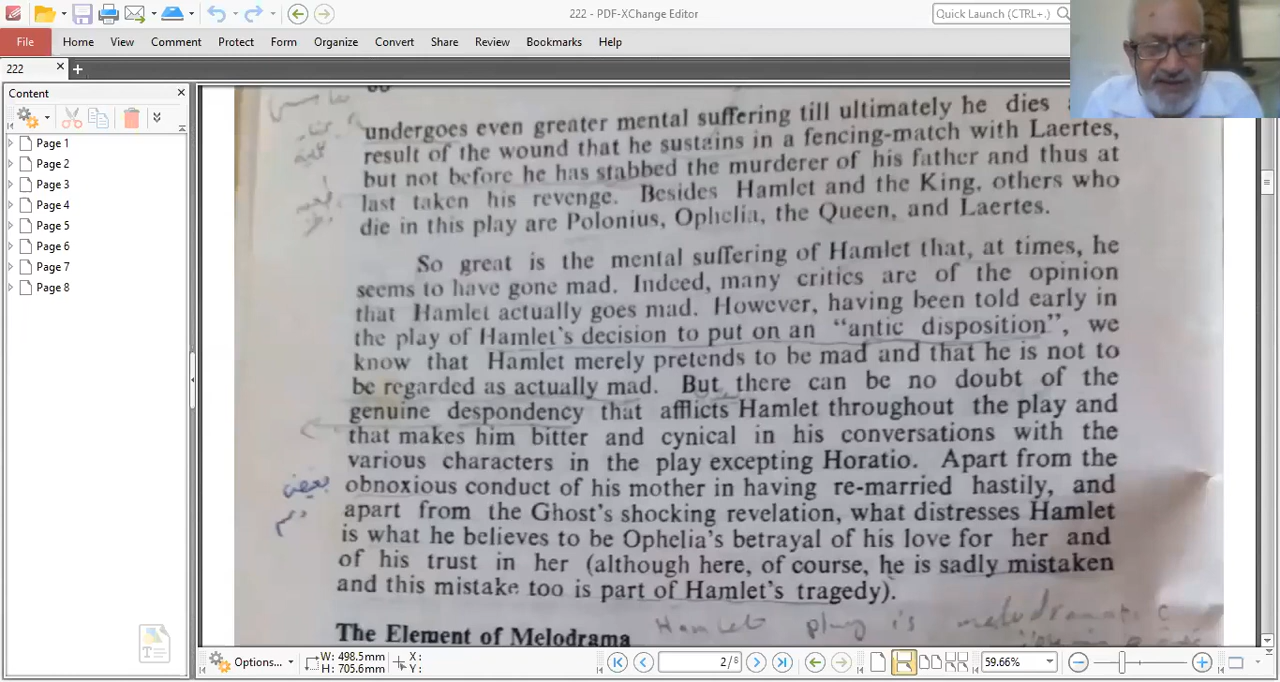 222 - PDF-XChange Editor
Quick Launch (CTRL+.)
File Home View Comment Protect Form Organize Convert Share Review Bookmarks Help
222
Content
Page 1
Page 2
Page 3
Page 4
Page 5
Page 6
Page 7
Page 8
undergoes even greater mental suffering till ultimately he dies
result of the wound that he sustains in a fencing-match with Laertes,
but not before he has stabbed the murderer of his father and thus at
last taken his revenge. Besides Hamlet and the King, others who
die in this play are Polonius, Ophelia, the Queen, and Laertes.
So great is the mental suffering of Hamlet that, at times, he
seems to have gone mad. Indeed, many critics are of the opinion
that Hamlet actually goes mad. However, having been told early in
the play of Hamlet's decision to put on an “antic disposition”, we
know that Hamlet merely pretends to be mad and that he is not to
be regarded as actually mad. But there can be no doubt of the
genuine despondency that afflicts Hamlet throughout the play and
that makes him bitter and cynical in his conversations with the
various characters in the play excepting Horatio. Apart from the
obnoxious conduct of his mother in having re-married hastily, and
apart from the Ghost's shocking revelation, what distresses Hamlet
is what he believes to be Ophelia's betrayal of his love for her and
of his trust in her (although here, of course, he is sadly mistaken
and this mistake too is part of Hamlet's tragedy).
The Element of Melodrama
Hamlet play is melodramatic
Options...
W: 498.5mm
H: 705.6mm
X:
Y:
2/8
59.66%